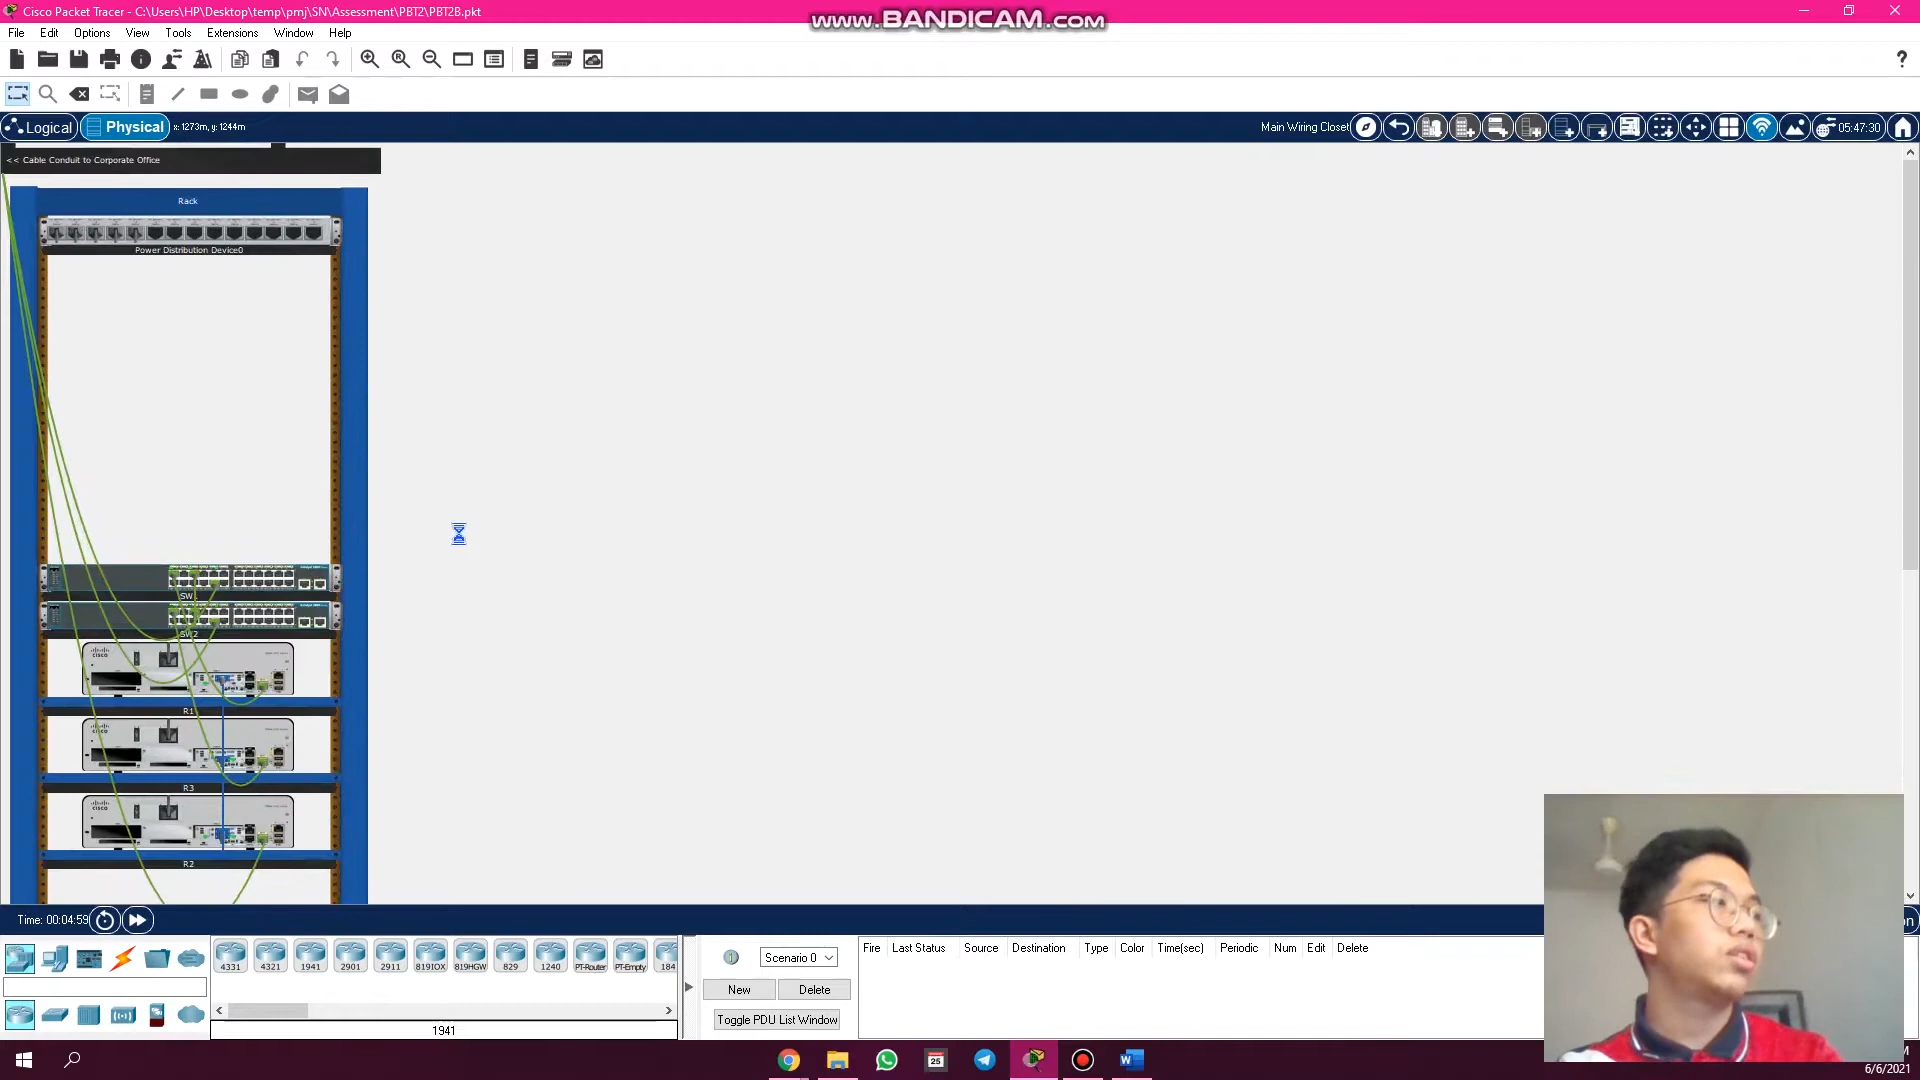 Cisco Packet Tracer - C:\Users\HP\Desktop\temp\pmj\SN\Assessment\PBT2\PBT2B.pkt
www.BANDICAM.com
File Edit Options View Tools Extensions Window Help
Logical Physical x: 1273m, y: 1244m Main Wiring Closet 05:47:30
<< Cable Conduit to Corporate Office
Rack
Power Distribution Device0
SW2
R1
R3
R2
Time: 00:04:59
4331 4321 1941 2901 2911 819IOX 819HGW 829 1240 PT-Router PT-Empty 184
1941
Scenario 0
New Delete
Toggle PDU List Window
Fire Last Status Source Destination Type Color Time(sec) Periodic Num Edit Delete
25
6/6/2021